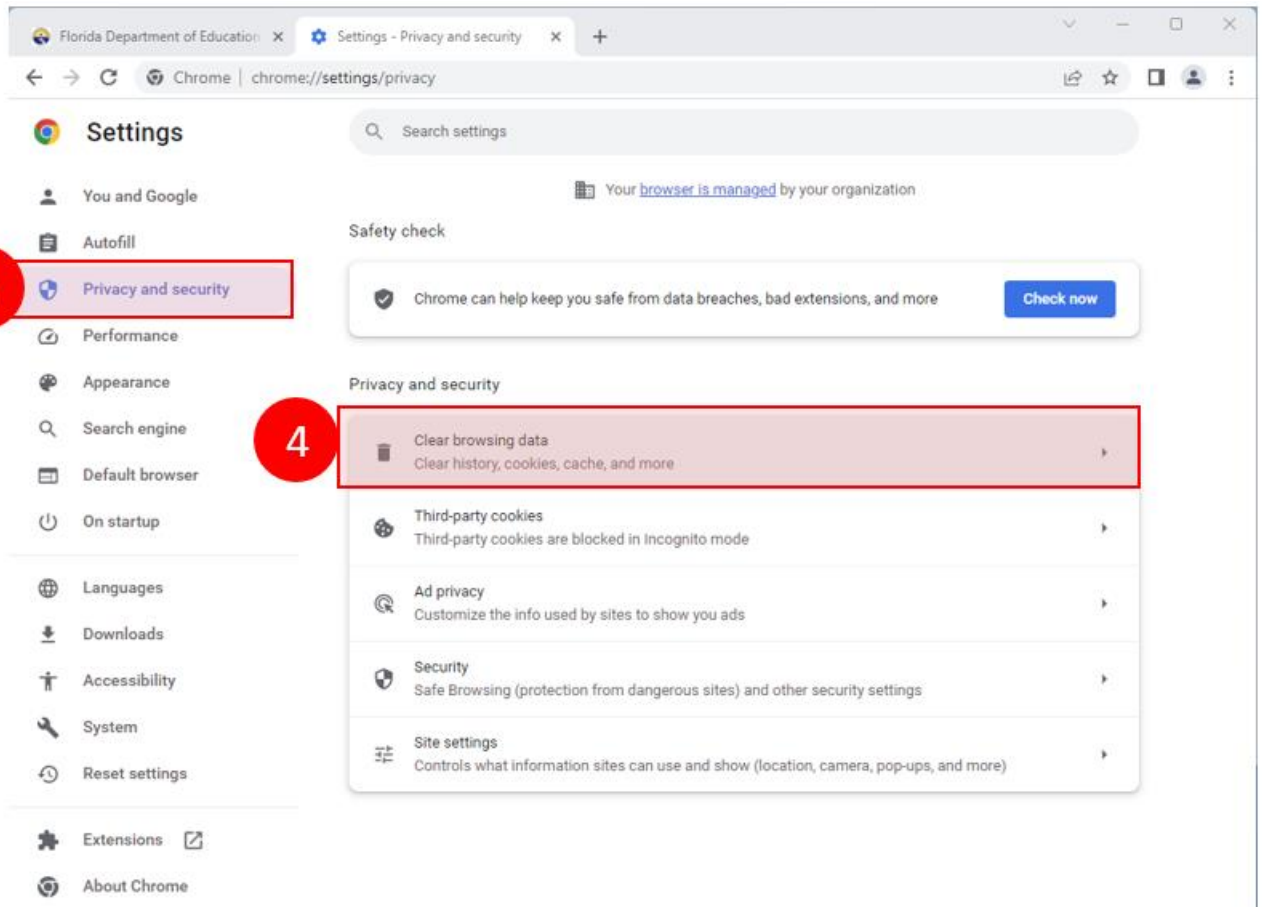 Florida Department of Education
Settings - Privacy and security
Chrome | chrome://settings/privacy
Settings
Search settings
You and Google
Autofill
Privacy and security
Performance
Appearance
Search engine
Default browser
On startup
Languages
Downloads
Accessibility
System
Reset settings
Extensions
About Chrome
Your browser is managed by your organization
Safety check
Chrome can help keep you safe from data breaches, bad extensions, and more
Check now
Privacy and security
4
Clear browsing data
Clear history, cookies, cache, and more
Third-party cookies
Third-party cookies are blocked in Incognito mode
Ad privacy
Customize the info used by sites to show you ads
Security
Safe Browsing (protection from dangerous sites) and other security settings
Site settings
Controls what information sites can use and show (location, camera, pop-ups, and more)